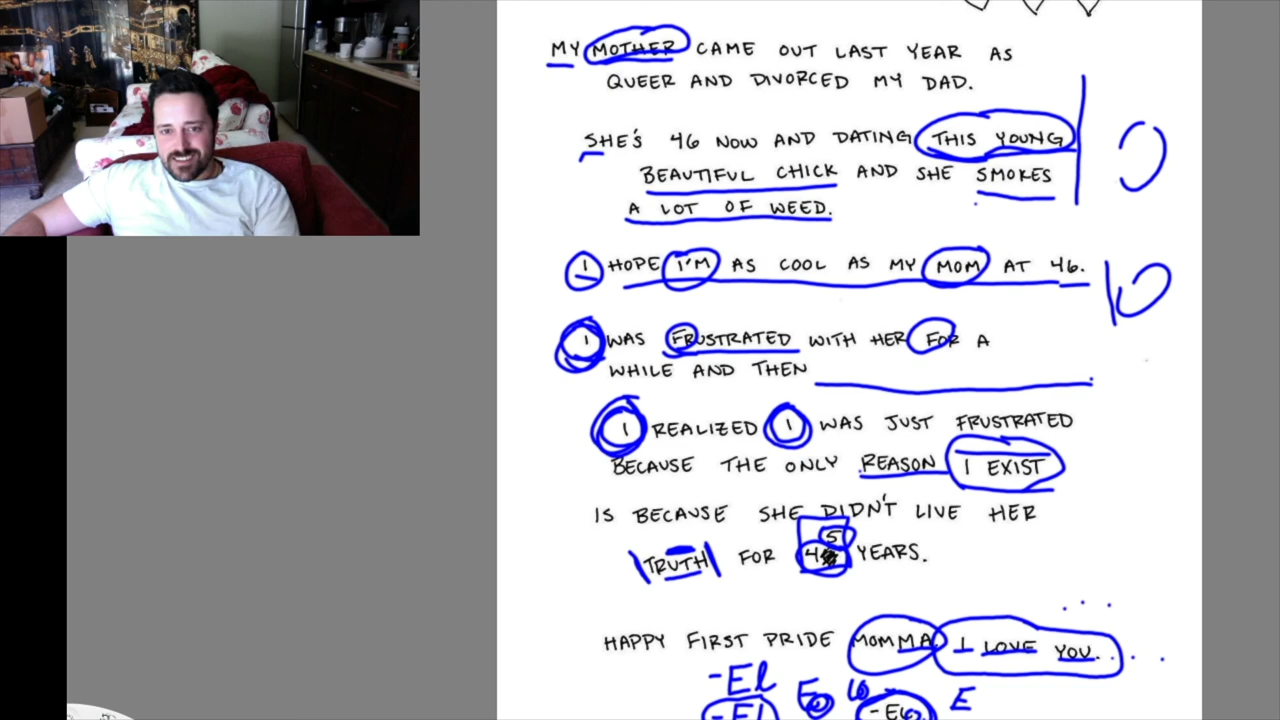 MY MOTHER CAME OUT LAST YEAR AS
QUEER AND DIVORCED MY DAD.
SHE'S 46 NOW AND DATING THIS YOUNG
BEAUTIFUL CHICK AND SHE SMOKES
A LOT OF WEED.
I HOPE I'M AS COOL AS MY MOM AT 46.
10
I WAS FRUSTRATED WITH HER FOR A
WHILE AND THEN
I REALIZED I WAS JUST FRUSTRATED
BECAUSE THE ONLY REASON I EXIST
IS BECAUSE SHE DIDN'T LIVE HER
5
TRUTH FOR 4 YEARS.
HAPPY FIRST PRIDE MOMMA. I LOVE YOU.
-El
E
-El